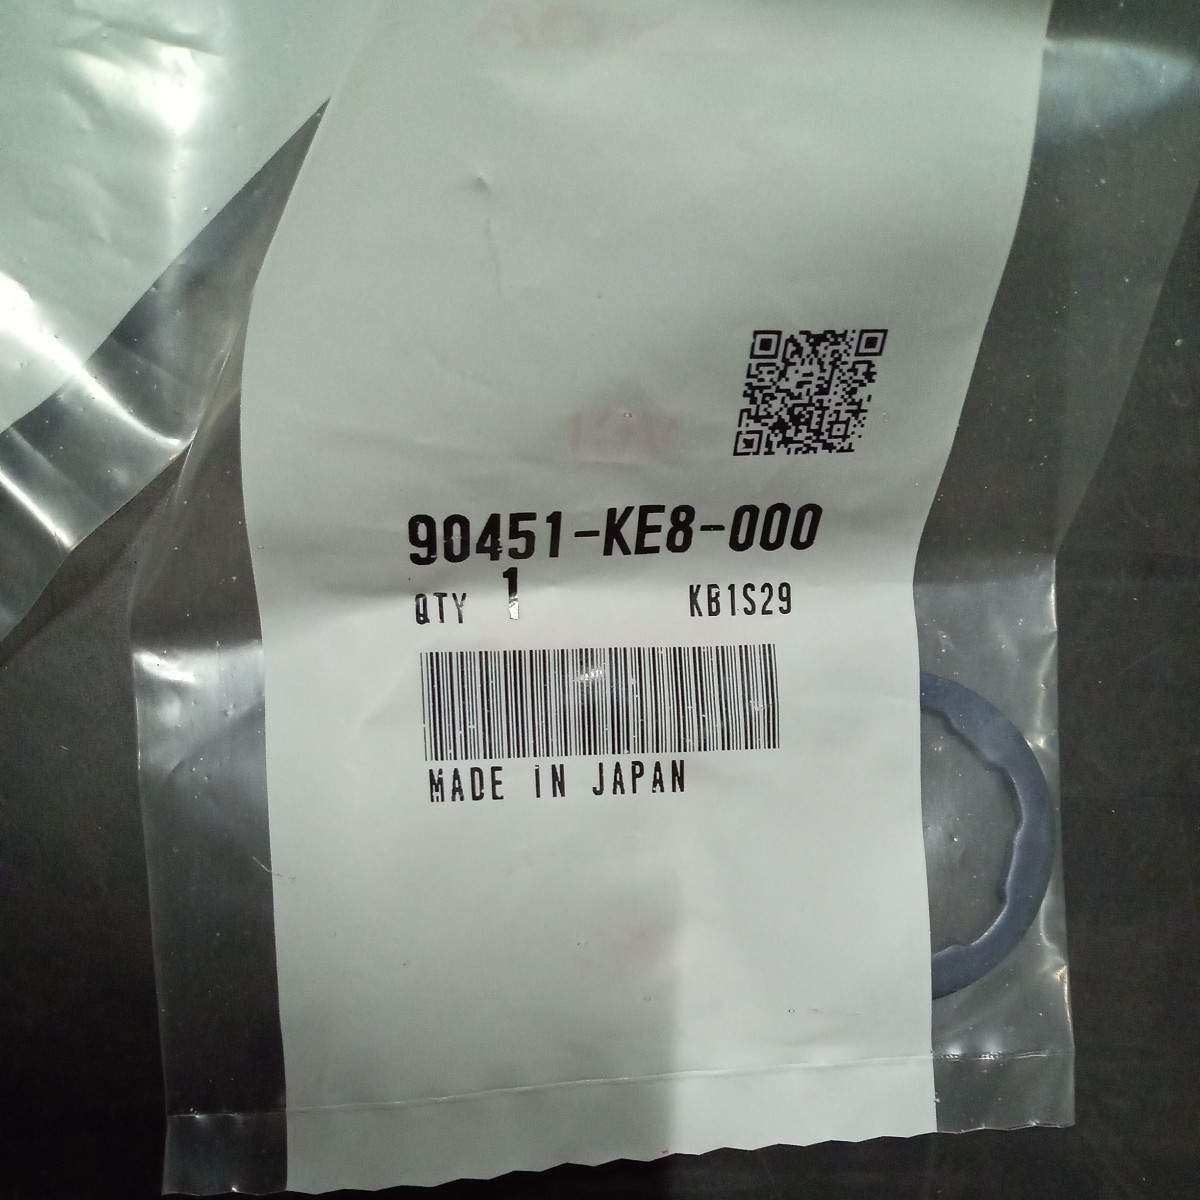 90451-KE8-000
QTY 1 KB1S29
MADE IN JAPAN